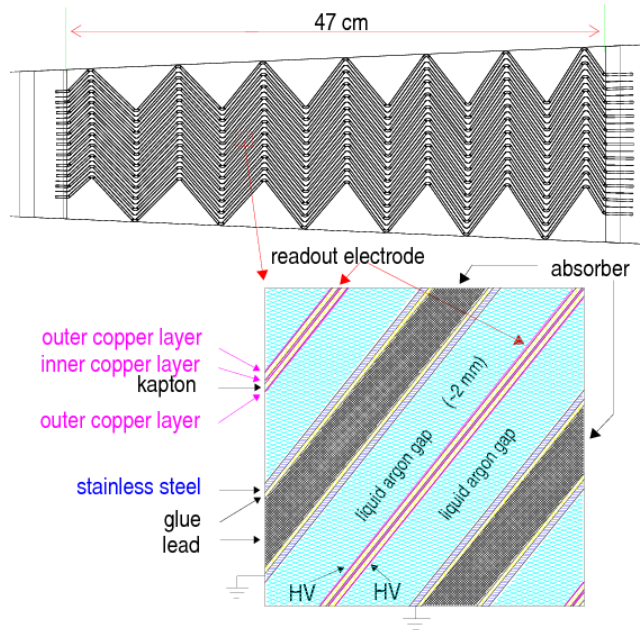 47 cm
readout electrode
absorber
outer copper layer
inner copper layer
kapton
outer copper layer
(~2 mm)
liquid argon gap
liquid argon gap
stainless steel
glue
lead
HV
HV